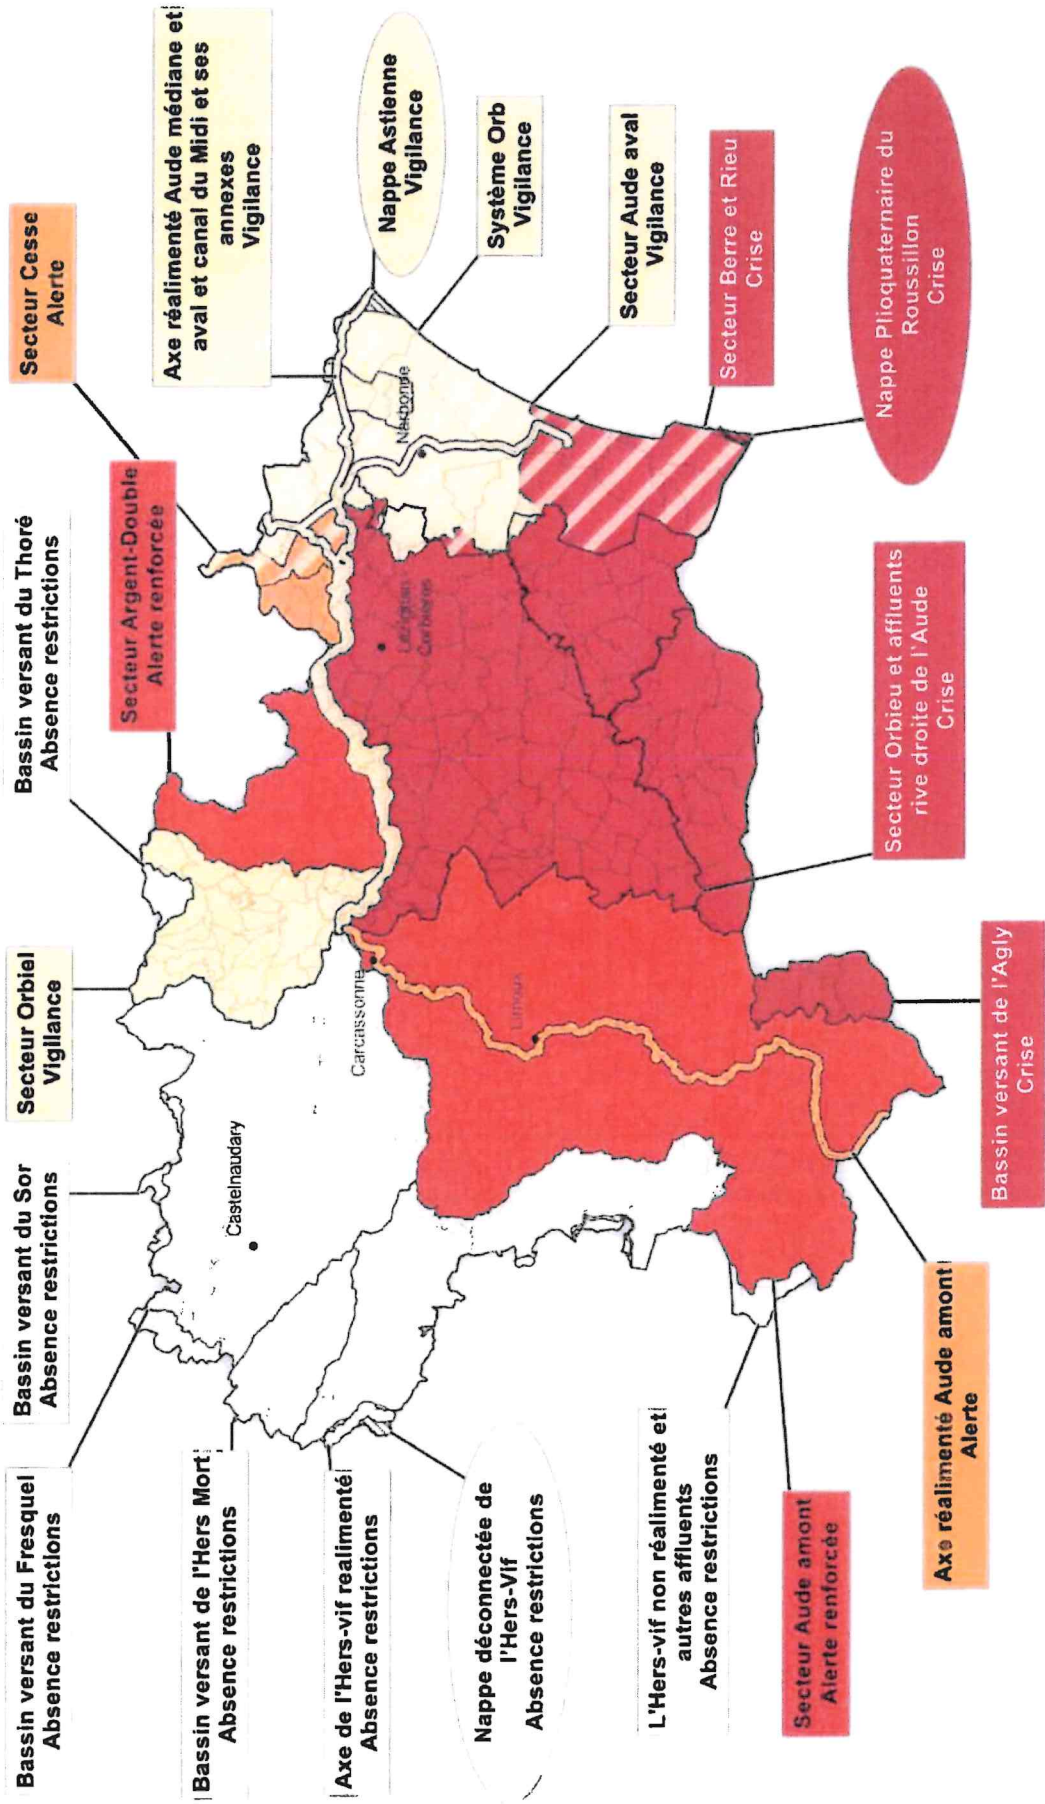 Bassin versant du Fresquel
Absence restrictions
Bassin versant du Sor
Absence restrictions
Secteur Orbiel
Vigilance
Bassin versant du Thoré
Absence restrictions
Secteur Argent-Double
Alerte renforcée
Secteur Cesse
Alerte
Axe réalimenté Aude médiane et
aval et canal du Midi et ses
annexes
Vigilance
Nappe Astienne
Vigilance
Système Orb
Vigilance
Secteur Aude aval
Vigilance
Secteur Berre et Rieu
Crise
Nappe Plioquaternaire du
Roussillon
Crise
Secteur Orbieu et affluents
rive droite de l'Aude
Crise
Bassin versant de l'Agly
Crise
Axe réalimenté Aude amont
Alerte
Secteur Aude amont
Alerte renforcée
L'Hers-vif non réalimenté et
autres affluents
Absence restrictions
Nappe déconnectée de
l'Hers-Vif
Absence restrictions
Axe de l'Hers-vif realimenté
Absence restrictions
Bassin versant de l'Hers Mort
Absence restrictions
Castelnaudary
Carcassonne
Limoux
Lézignan
Corbières
Narbonne